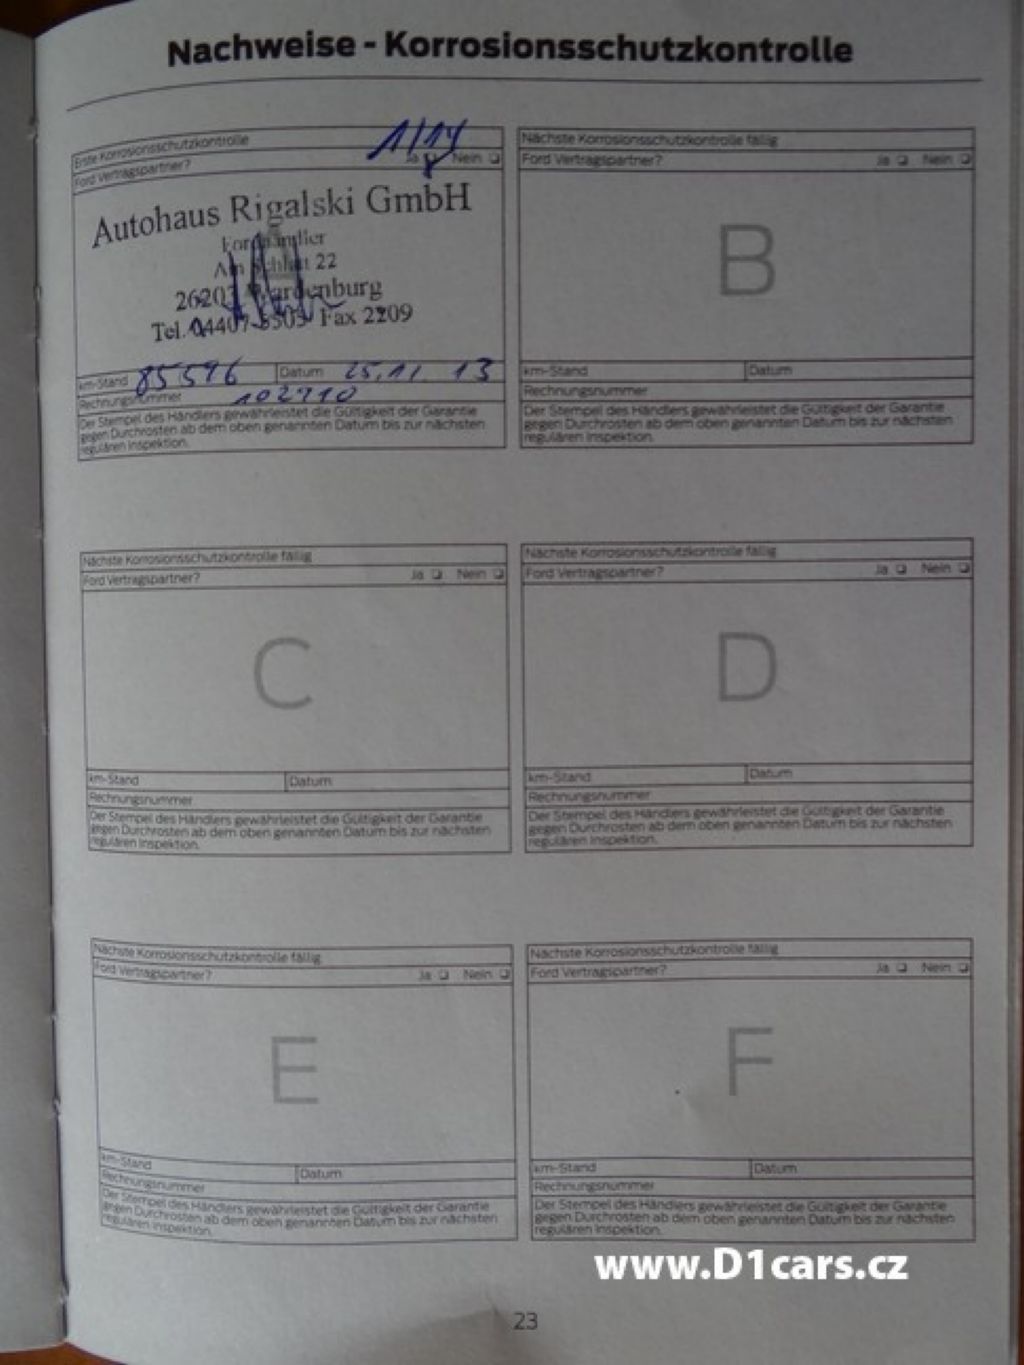 Nachweise - Korrosionsschutzkontrolle
Erste Korrosionsschutzkontrolle 1/14
Ford Vertragspartner? Ja Nein
Autohaus Rigalski GmbH
Fordhändler
Am Schlatt 22
26203 Wardenburg
Tel. 04407-5503 Fax 2209
km-Stand 85596 Datum 25.11.13
Rechnungsnummer 102710
Der Stempel des Händlers gewährleistet die Gültigkeit der Garantie
gegen Durchrosten ab dem oben genannten Datum bis zur nächsten
regulären Inspektion.
Nächste Korrosionsschutzkontrolle fällig
Ford Vertragspartner? Ja Nein
B
km-Stand Datum
Rechnungsnummer
Der Stempel des Händlers gewährleistet die Gültigkeit der Garantie
gegen Durchrosten ab dem oben genannten Datum bis zur nächsten
regulären Inspektion.
Nächste Korrosionsschutzkontrolle fällig
Ford Vertragspartner? Ja Nein
C
km-Stand Datum
Rechnungsnummer
Der Stempel des Händlers gewährleistet die Gültigkeit der Garantie
gegen Durchrosten ab dem oben genannten Datum bis zur nächsten
regulären Inspektion.
Nächste Korrosionsschutzkontrolle fällig
Ford Vertragspartner? Ja Nein
D
km-Stand Datum
Rechnungsnummer
Der Stempel des Händlers gewährleistet die Gültigkeit der Garantie
gegen Durchrosten ab dem oben genannten Datum bis zur nächsten
regulären Inspektion.
Nächste Korrosionsschutzkontrolle fällig
Ford Vertragspartner? Ja Nein
E
km-Stand Datum
Rechnungsnummer
Der Stempel des Händlers gewährleistet die Gültigkeit der Garantie
gegen Durchrosten ab dem oben genannten Datum bis zur nächsten
regulären Inspektion.
Nächste Korrosionsschutzkontrolle fällig
Ford Vertragspartner? Ja Nein
F
km-Stand Datum
Rechnungsnummer
Der Stempel des Händlers gewährleistet die Gültigkeit der Garantie
gegen Durchrosten ab dem oben genannten Datum bis zur nächsten
regulären Inspektion.
www.D1cars.cz
23